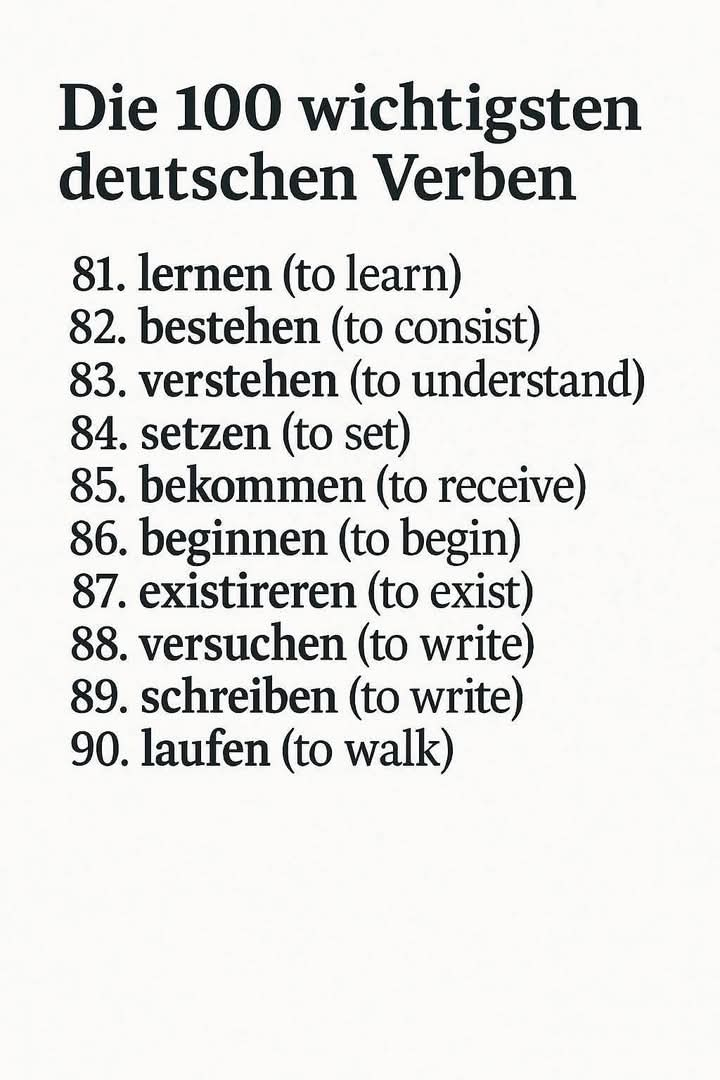 Die 100 wichtigsten
deutschen Verben
81. lernen (to learn)
82. bestehen (to consist)
83. verstehen (to understand)
84. setzen (to set)
85. bekommen (to receive)
86. beginnen (to begin)
87. existireren (to exist)
88. versuchen (to write)
89. schreiben (to write)
90. laufen (to walk)